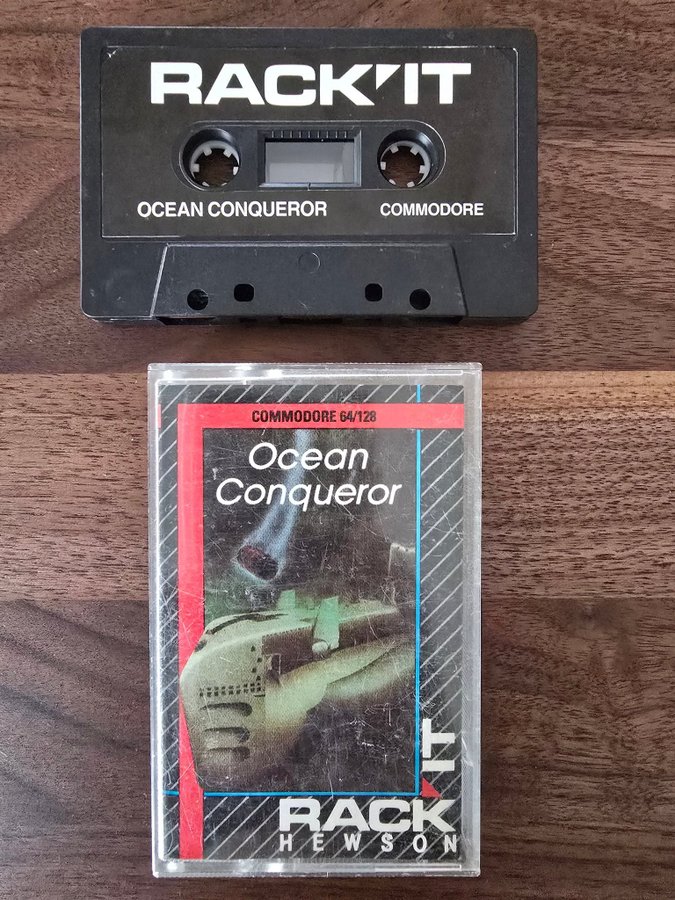 RACK'IT
OCEAN CONQUEROR
COMMODORE
COMMODORE 64/128
Ocean
Conqueror
RACK'IT
HEWSON